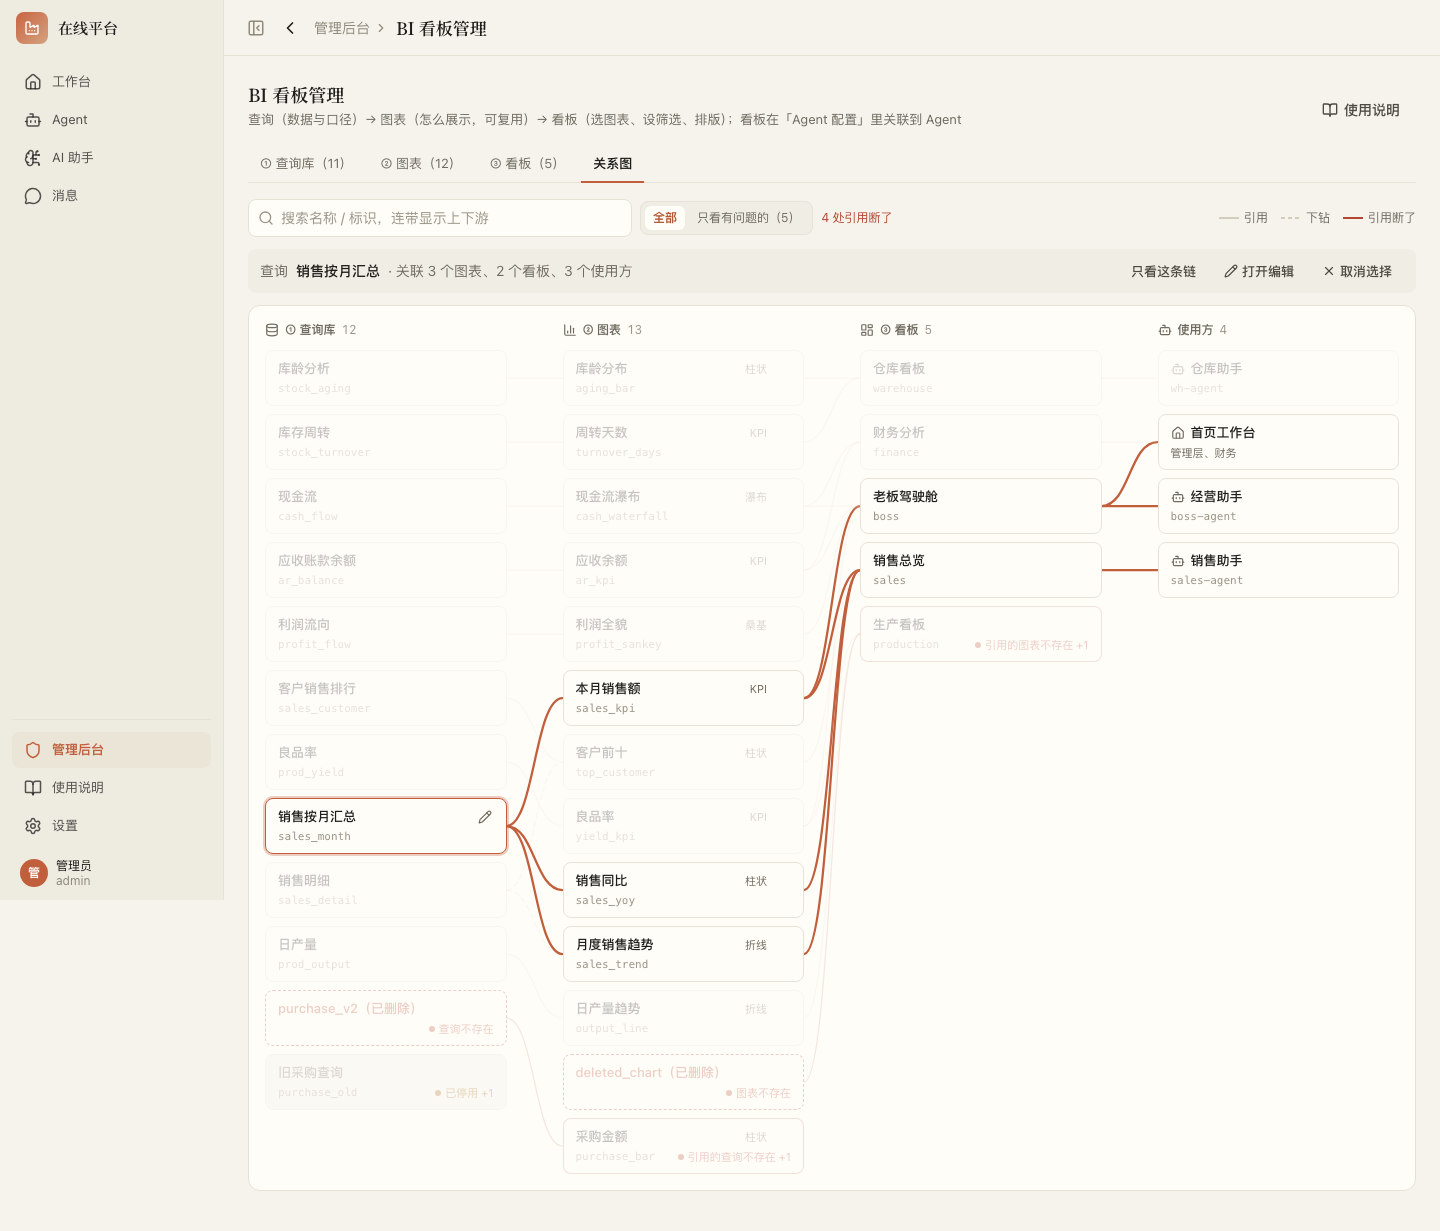 在线平台
工作台
Agent
AI 助手
消息
管理后台
使用说明
设置
管
管理员
admin
管理后台
BI 看板管理
BI 看板管理
查询（数据与口径）→ 图表（怎么展示，可复用）→ 看板（选图表、设筛选、排版）；看板在「Agent 配置」里关联到 Agent
使用说明
① 查询库（11）
② 图表（12）
③ 看板（5）
关系图
搜索名称 / 标识，连带显示上下游
全部
只看有问题的（5）
4 处引用断了
引用
下钻
引用断了
查询 销售按月汇总 · 关联 3 个图表、2 个看板、3 个使用方
只看这条链
打开编辑
取消选择
① 查询库 12
库龄分析
stock_aging
库存周转
stock_turnover
现金流
cash_flow
应收账款余额
ar_balance
利润流向
profit_flow
客户销售排行
sales_customer
良品率
prod_yield
销售按月汇总
sales_month
销售明细
sales_detail
日产量
prod_output
purchase_v2（已删除）
查询不存在
旧采购查询
purchase_old 已停用 +1
② 图表 13
库龄分布 柱状
aging_bar
周转天数 KPI
turnover_days
现金流瀑布 瀑布
cash_waterfall
应收余额 KPI
ar_kpi
利润全貌 桑基
profit_sankey
本月销售额 KPI
sales_kpi
客户前十 柱状
top_customer
良品率 KPI
yield_kpi
销售同比 柱状
sales_yoy
月度销售趋势 折线
sales_trend
日产量趋势 折线
output_line
deleted_chart（已删除）
图表不存在
采购金额 柱状
purchase_bar 引用的查询不存在 +1
③ 看板 5
仓库看板
warehouse
财务分析
finance
老板驾驶舱
boss
销售总览
sales
生产看板
production 引用的图表不存在 +1
使用方 4
仓库助手
wh-agent
首页工作台
管理层、财务
经营助手
boss-agent
销售助手
sales-agent